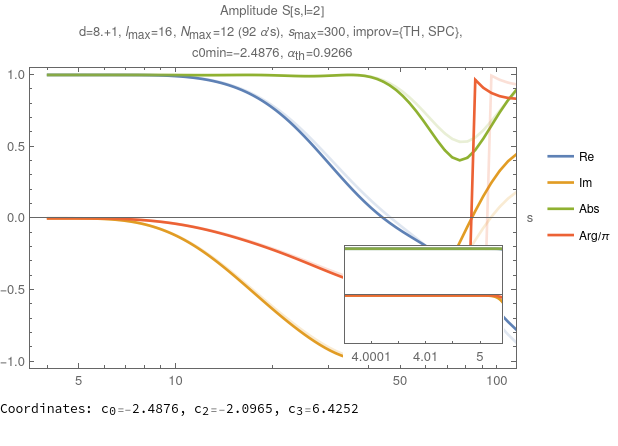 Amplitude S[s,l=2]
d=8.+1, lmax=16, Nmax=12 (92 α's), smax=300, improv={TH, SPC},
c0min=−2.4876, αth=0.9266
1.0
0.5
0.0
−0.5
−1.0
s
Re
Im
Abs
Arg/π
4.0001
4.01
5
5
10
50
100
Coordinates: c0=−2.4876, c2=−2.0965, c3=6.4252